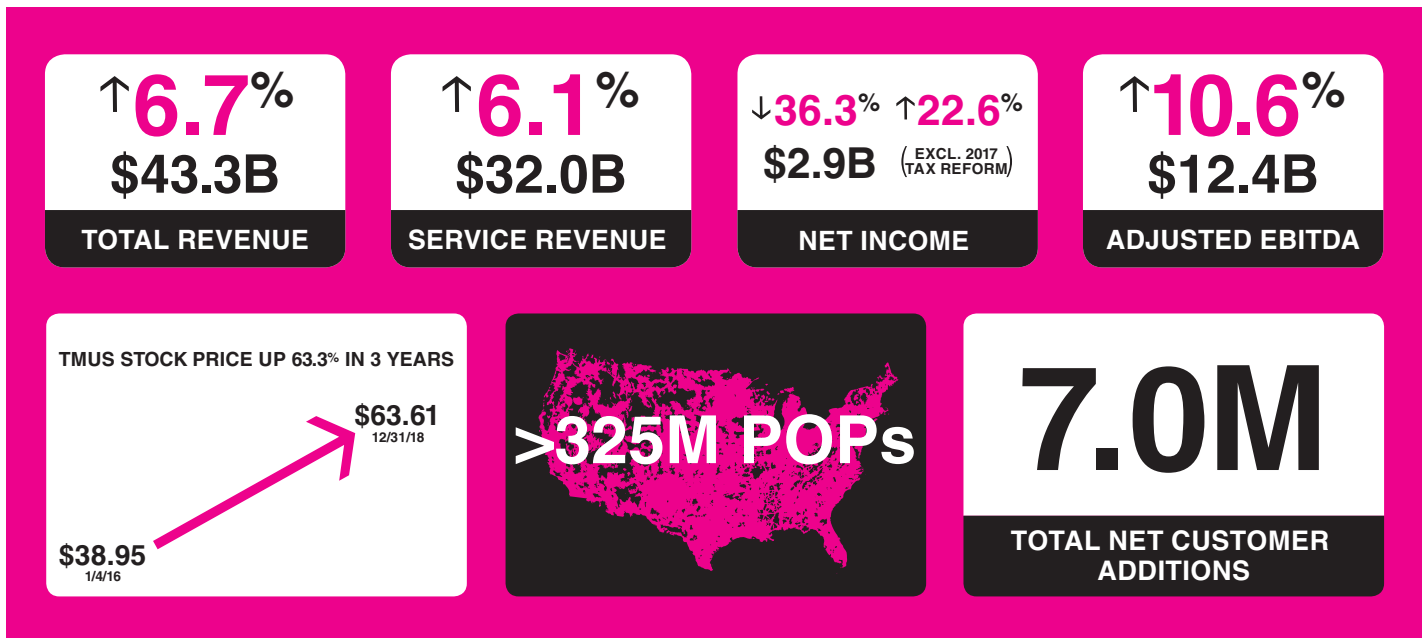 ↑6.7%
$43.3B
TOTAL REVENUE
↑6.1%
$32.0B
SERVICE REVENUE
↓36.3% ↑22.6%
$2.9B (EXCL. 2017
TAX REFORM)
NET INCOME
↑10.6%
$12.4B
ADJUSTED EBITDA
TMUS STOCK PRICE UP 63.3% IN 3 YEARS
$63.61
12/31/18
$38.95
1/4/16
>325M POPs
7.0M
TOTAL NET CUSTOMER
ADDITIONS